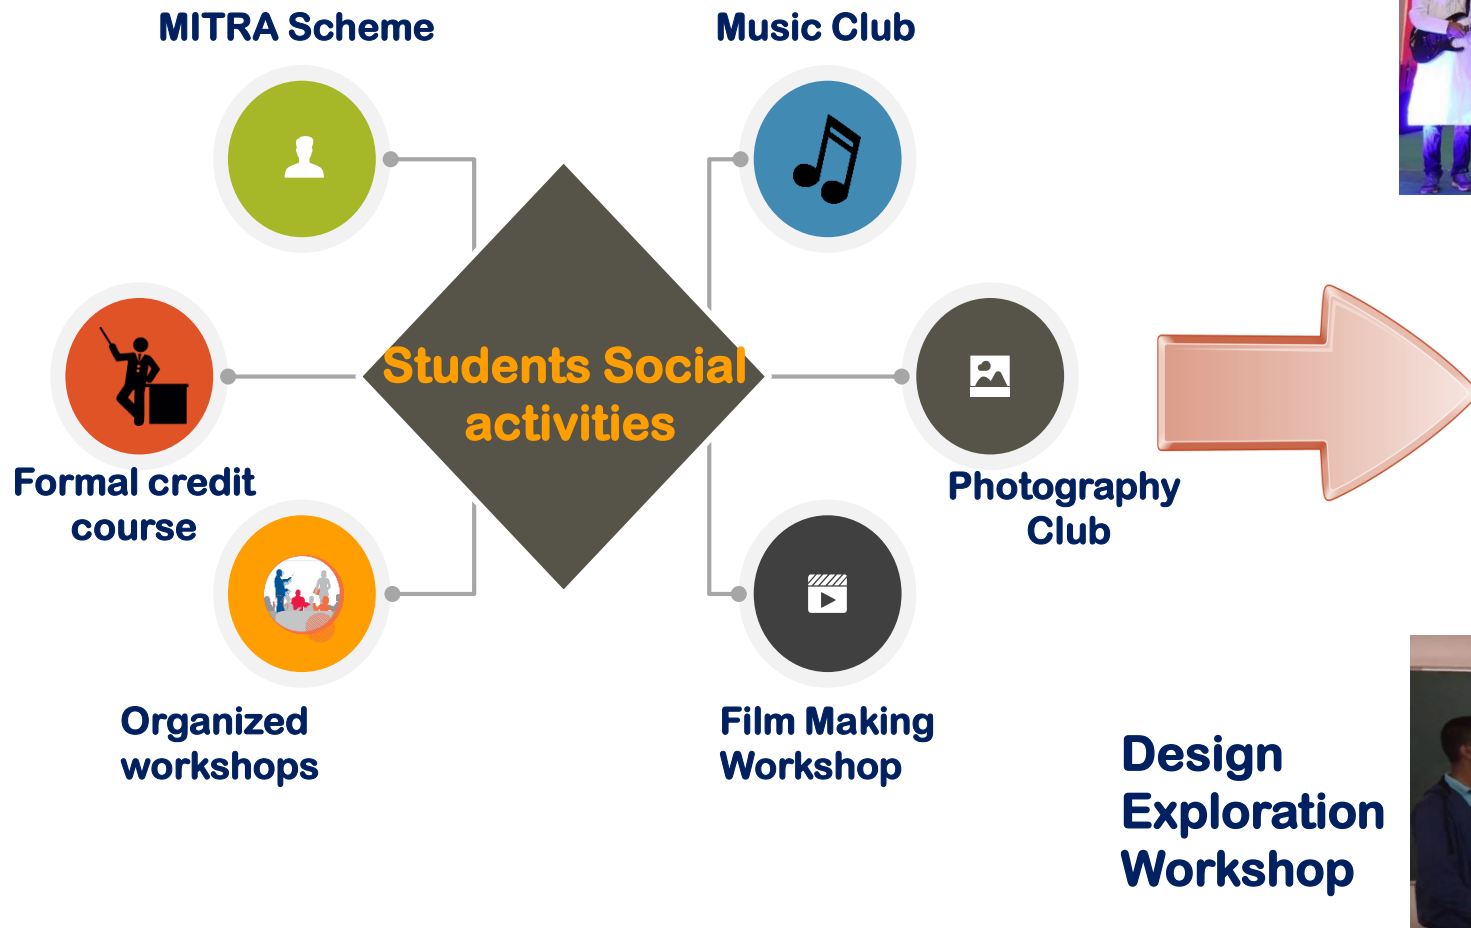 MITRA Scheme
Music Club
Students Social
activities
Formal credit
course
Photography
Club
Organized
workshops
Film Making
Workshop
Design
Exploration
Workshop